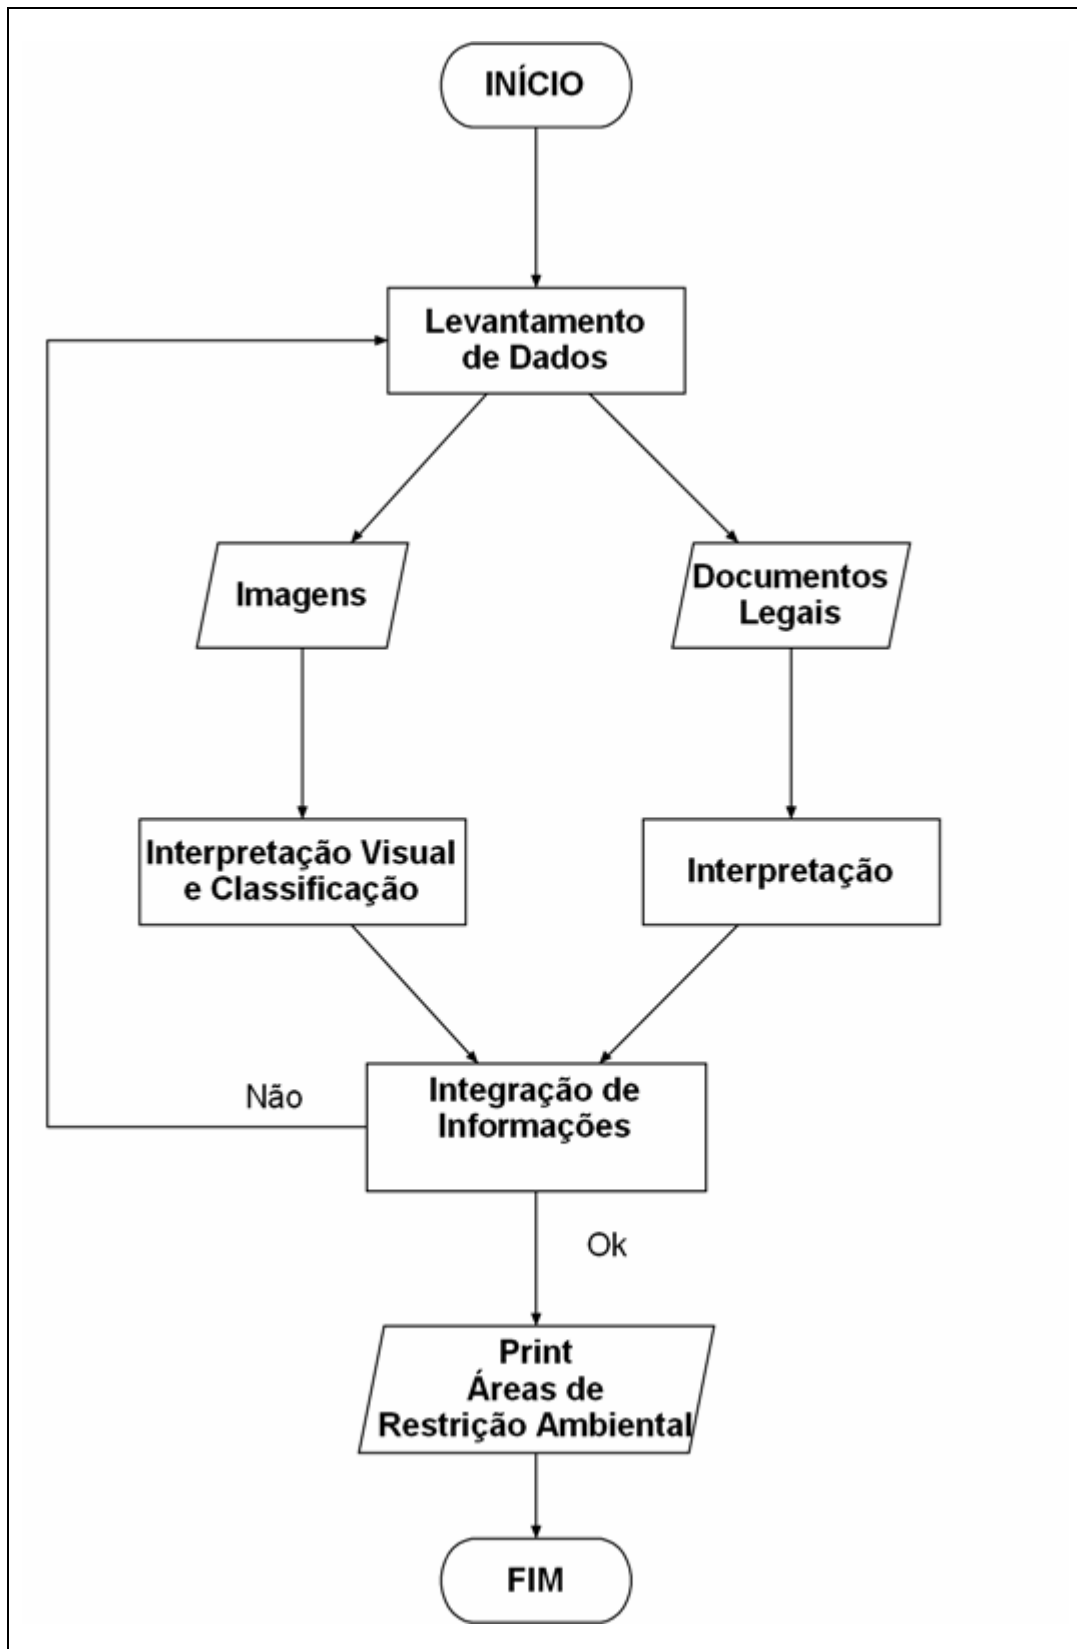 INÍCIO
Levantamento
de Dados
Imagens
Documentos
Legais
Interpretação Visual
e Classificação
Interpretação
Integração de
Informações
Não
Ok
Print
Áreas de
Restrição Ambiental
FIM